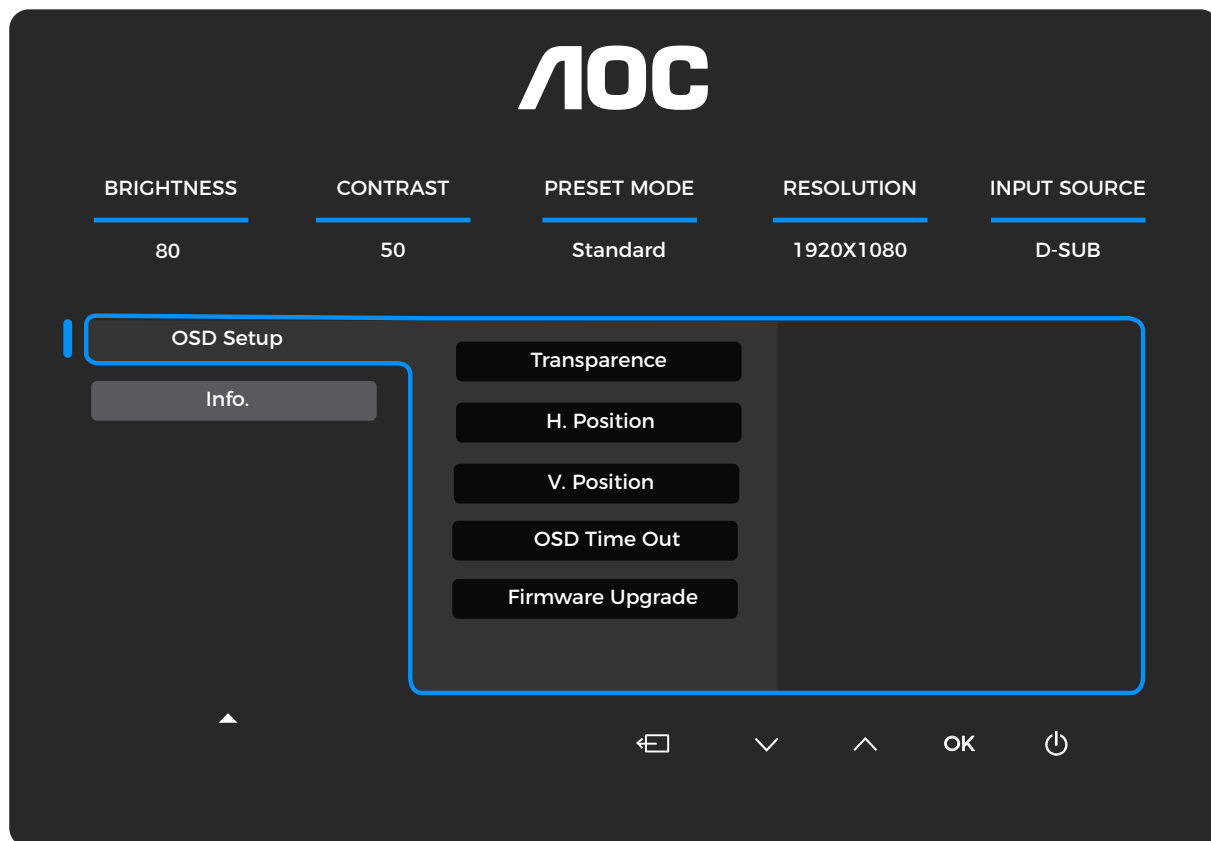 AOC
BRIGHTNESS CONTRAST PRESET MODE RESOLUTION INPUT SOURCE
80 50 Standard 1920X1080 D-SUB
OSD Setup
Transparence
Info.
H. Position
V. Position
OSD Time Out
Firmware Upgrade
OK